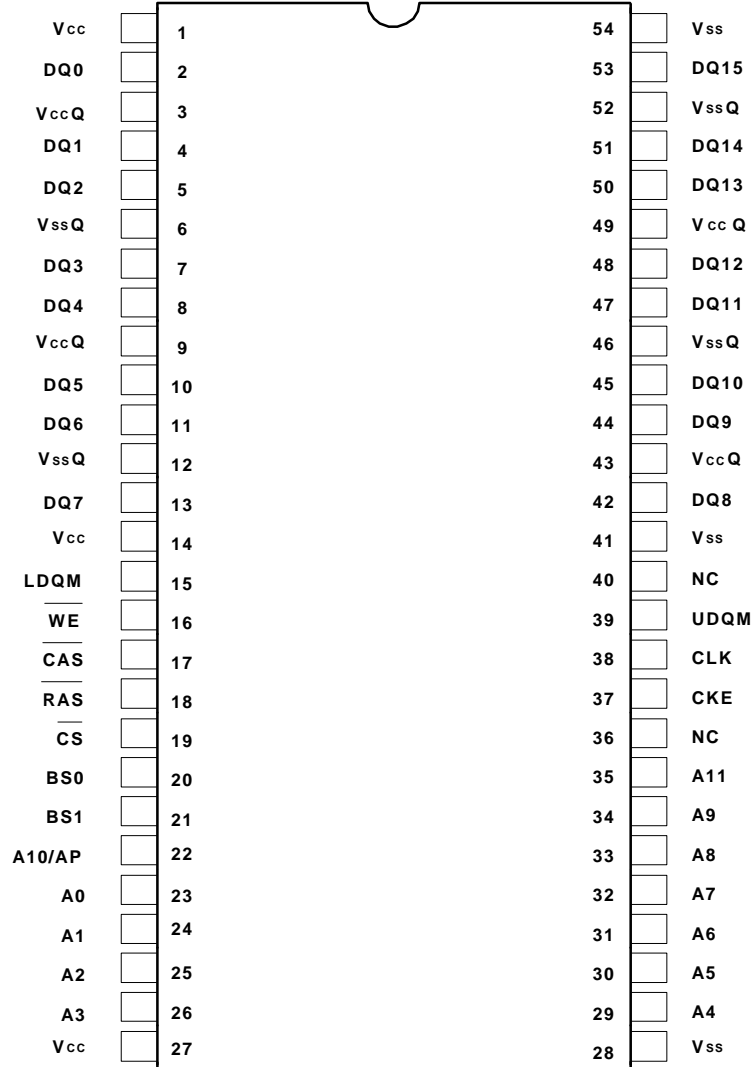 Vcc 1 54 Vss
DQ0 2 53 DQ15
VccQ 3 52 VssQ
DQ1 4 51 DQ14
DQ2 5 50 DQ13
VssQ 6 49 Vcc Q
DQ3 7 48 DQ12
DQ4 8 47 DQ11
VccQ 9 46 VssQ
DQ5 10 45 DQ10
DQ6 11 44 DQ9
VssQ 12 43 VccQ
DQ7 13 42 DQ8
Vcc 14 41 Vss
LDQM 15 40 NC
WE 16 39 UDQM
CAS 17 38 CLK
RAS 18 37 CKE
CS 19 36 NC
BS0 20 35 A11
BS1 21 34 A9
A10/AP 22 33 A8
A0 23 32 A7
A1 24 31 A6
A2 25 30 A5
A3 26 29 A4
Vcc 27 28 Vss